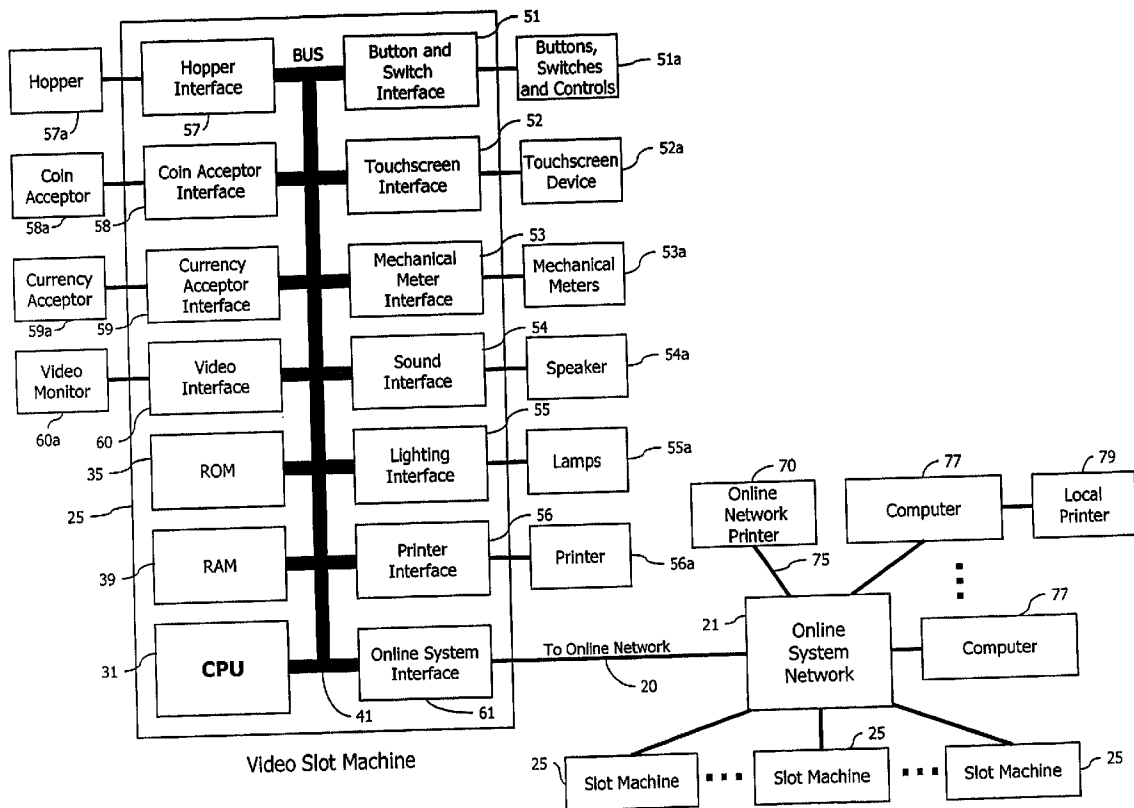 51
BUS
Hopper
57a
Hopper
Interface
57
Button and
Switch
Interface
Buttons,
Switches
and Controls
51a
52
Coin
Acceptor
58a
Coin Acceptor
Interface
58
Touchscreen
Interface
Touchscreen
Device
52a
53
Currency
Acceptor
59a
Currency
Acceptor
Interface
59
Mechanical
Meter
Interface
Mechanical
Meters
53a
54
Video
Monitor
60a
Video
Interface
60
Sound
Interface
Speaker
54a
55
35
ROM
25
Lighting
Interface
Lamps
55a
56
39
RAM
Printer
Interface
Printer
56a
31
CPU
41
Online System
Interface
61
To Online Network
20
Video Slot Machine
70
Online
Network
Printer
75
77
Computer
79
Local
Printer
21
Online
System
Network
77
Computer
25
Slot Machine
25
Slot Machine
25
Slot Machine